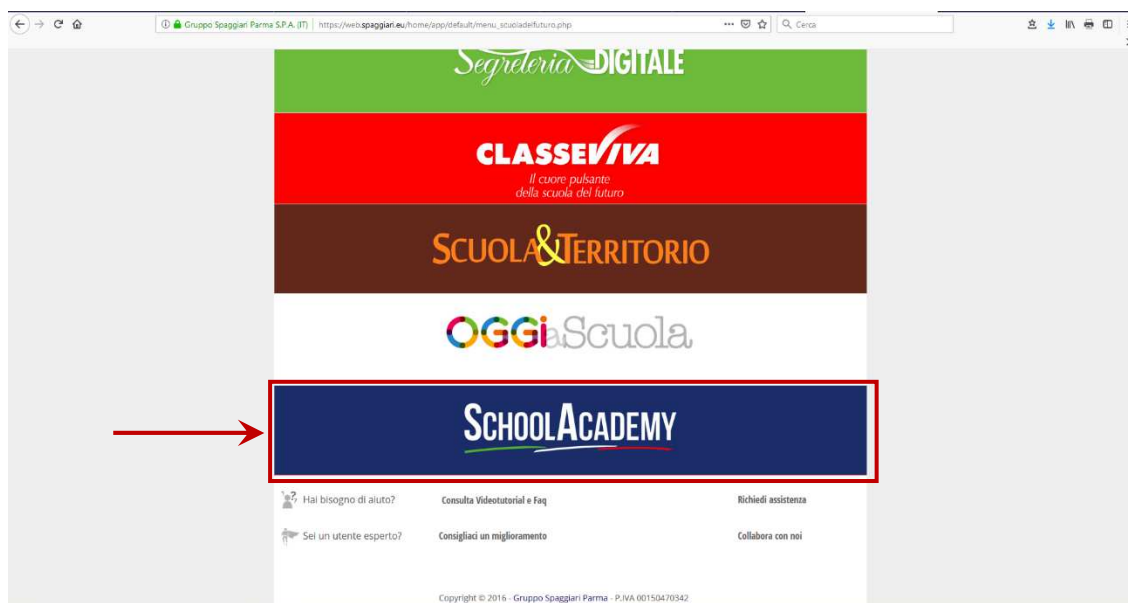 Gruppo Spaggiari Parma S.P.A. (IT) https://web.spaggiari.eu/home/app/default/menu_scuoladelfuturo.php Cerca
Segreteria DIGITALE
CLASSEVIVA
Il cuore pulsante
della scuola del futuro
SCUOLA&TERRITORIO
OGGiaScuola
SCHOOLACADEMY
Hai bisogno di aiuto? Consulta Videotutorial e Faq Richiedi assistenza
Sei un utente esperto? Consigliaci un miglioramento Collabora con noi
Copyright © 2016 - Gruppo Spaggiari Parma - P.IVA 00150470342